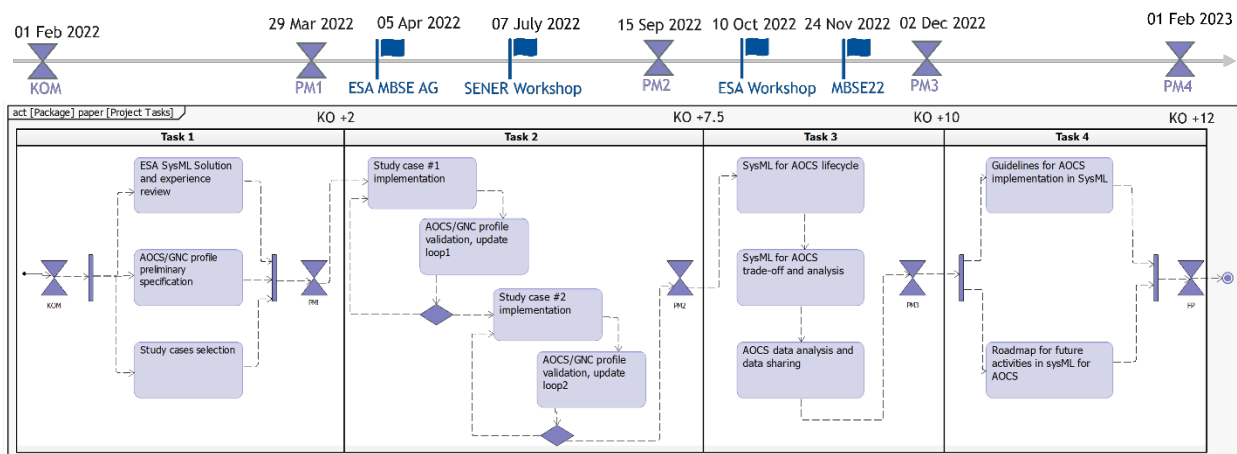 01 Feb 2022
29 Mar 2022
05 Apr 2022
07 July 2022
15 Sep 2022
10 Oct 2022
24 Nov 2022
02 Dec 2022
01 Feb 2023
KOM
PM1
ESA MBSE AG
SENER Workshop
PM2
ESA Workshop
MBSE22
PM3
PM4
act [Package] paper [Project Tasks]
KO +2
KO +7.5
KO +10
KO +12
Task 1
Task 2
Task 3
Task 4
ESA SysML Solution
and experience
review
AOCS/GNC profile
preliminary
specification
Study cases selection
KOM
PM1
Study case #1
implementation
AOCS/GNC profile
validation, update
loop1
Study case #2
implementation
AOCS/GNC profile
validation, update
loop2
PM2
SysML for AOCS lifecycle
SysML for AOCS
trade-off and analysis
AOCS data analysis and
data sharing
PM3
Guidelines for AOCS
implementation in SysML
Roadmap for future
activities in sysML for
AOCS
FP